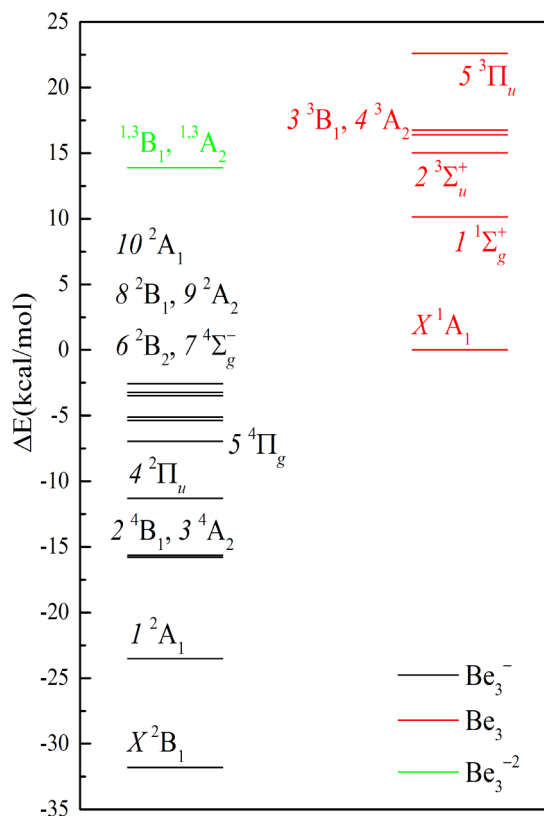 25
20
15
10
5
0
-5
-10
-15
-20
-25
-30
-35
ΔE(kcal/mol)
¹,³B₁, ¹,³A₂
10 ²A₁
8 ²B₁, 9 ²A₂
6 ²B₂, 7 ⁴Σg⁻
5 ⁴Πg
4 ²Πu
2 ⁴B₁, 3 ⁴A₂
1 ²A₁
X ²B₁
5 ³Πu
3 ³B₁, 4 ³A₂
2 ³Σu⁺
1 ¹Σg⁺
X ¹A₁
Be₃⁻
Be₃
Be₃⁻²